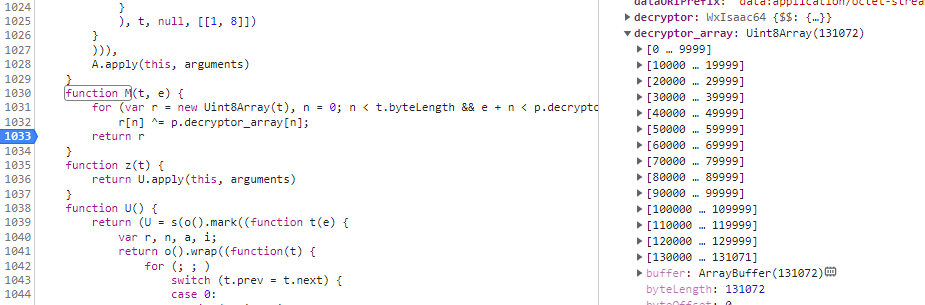 1024 }
1025 ), t, null, [[1, 8]])
1026 }
1027 ))),
1028 A.apply(this, arguments)
1029 }
1030 function M(t, e) {
1031 for (var r = new Uint8Array(t), n = 0; n < t.byteLength && e + n < p.decrypto
1032 r[n] ^= p.decryptor_array[n];
1033 return r
1034 }
1035 function z(t) {
1036 return U.apply(this, arguments)
1037 }
1038 function U() {
1039 return (U = s(o().mark((function t(e) {
1040 var r, n, a, i;
1041 return o().wrap((function(t) {
1042 for (; ; )
1043 switch (t.prev = t.next) {
1044 case 0:
dataURIPrefix: "data:application/octet-strea
decryptor: WxIsaac64 {$$: {…}}
decryptor_array: Uint8Array(131072)
[0 … 9999]
[10000 … 19999]
[20000 … 29999]
[30000 … 39999]
[40000 … 49999]
[50000 … 59999]
[60000 … 69999]
[70000 … 79999]
[80000 … 89999]
[90000 … 99999]
[100000 … 109999]
[110000 … 119999]
[120000 … 129999]
[130000 … 131071]
buffer: ArrayBuffer(131072)
byteLength: 131072
byteOffset: 0